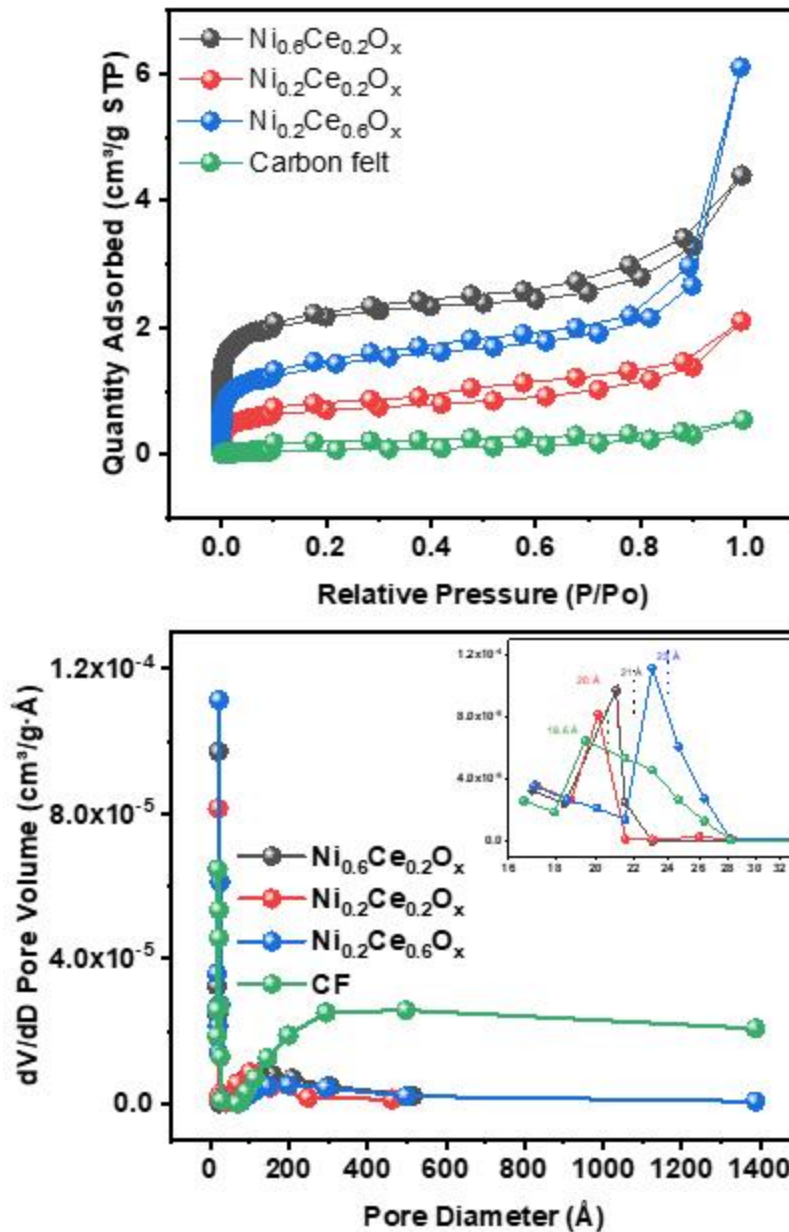 Ni₀.₆Ce₀.₂Oₓ
Ni₀.₂Ce₀.₂Oₓ
Ni₀.₂Ce₀.₆Oₓ
Carbon felt
Quantity Adsorbed (cm³/g STP)
6
4
2
0
0.0 0.2 0.4 0.6 0.8 1.0
Relative Pressure (P/Po)
dV/dD Pore Volume (cm³/g·Å)
1.2x10⁻⁴
8.0x10⁻⁵
4.0x10⁻⁵
0.0
20 Å
21 Å
0.0
16 20 22 24 26 28 30 32
Ni₀.₆Ce₀.₂Oₓ
Ni₀.₂Ce₀.₂Oₓ
Ni₀.₂Ce₀.₆Oₓ
CF
0 200 400 600 800 1000 1200 1400
Pore Diameter (Å)